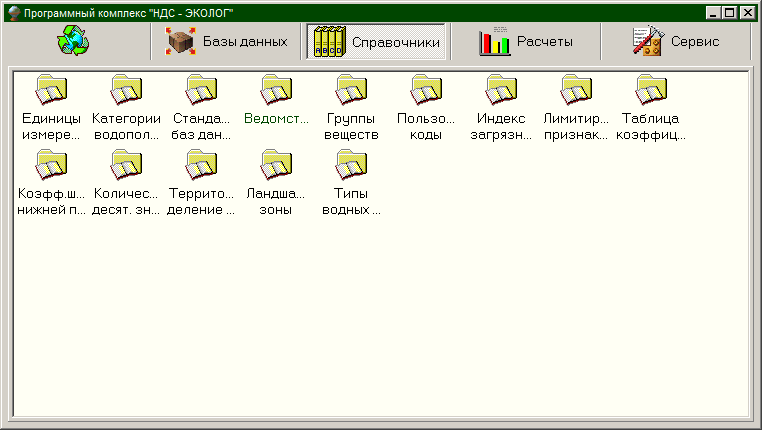 Программный комплекс "НДС - ЭКОЛОГ"
Базы данных Справочники Расчеты Сервис
Единицы Категории Станда... Ведомст... Группы Пользо... Индекс Лимитир... Таблица
измере... водопол... баз дан... веществ коды загрязн... признак... коэффиц...
Коэфф.ш... Количес... Террито... Ландша... Типы
нижней п... десят. зн... деление ... зоны водных ...